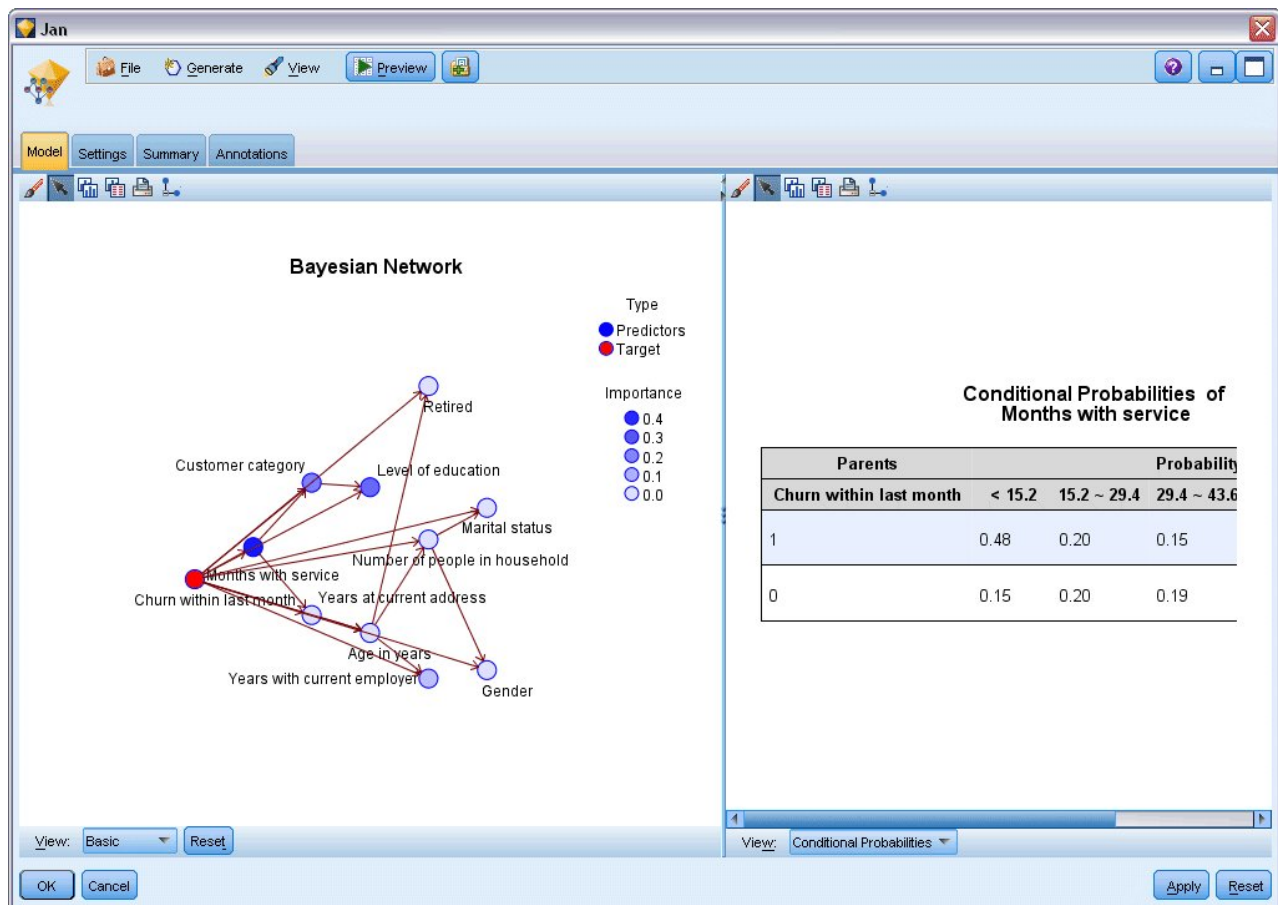 Jan
File Generate View Preview
Model Settings Summary Annotations
Bayesian Network
Type
Predictors
Target
Importance
0.4
0.3
0.2
0.1
0.0
Retired
Customer category
Level of education
Marital status
Number of people in household
Months with service
Churn within last month
Years at current address
Age in years
Years with current employer
Gender
View: Basic Reset
Conditional Probabilities of
Months with service
Parents Probability
Churn within last month < 15.2 15.2 ~ 29.4 29.4 ~ 43.6
1 0.48 0.20 0.15
0 0.15 0.20 0.19
View: Conditional Probabilities
OK Cancel Apply Reset